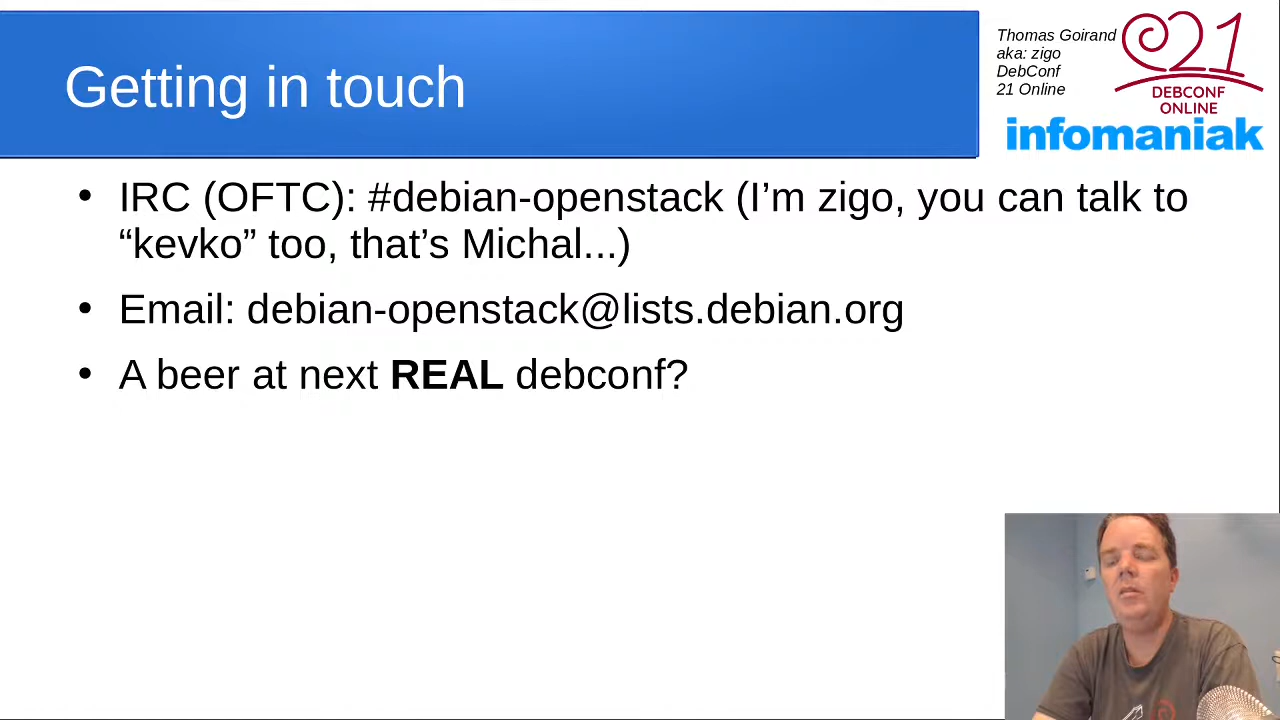 Getting in touch
Thomas Goirand
aka: zigo
DebConf
21 Online
21
DEBCONF
ONLINE
infomaniak
• IRC (OFTC): #debian-openstack (I’m zigo, you can talk to
“kevko” too, that’s Michal...)
• Email: debian-openstack@lists.debian.org
• A beer at next REAL debconf?